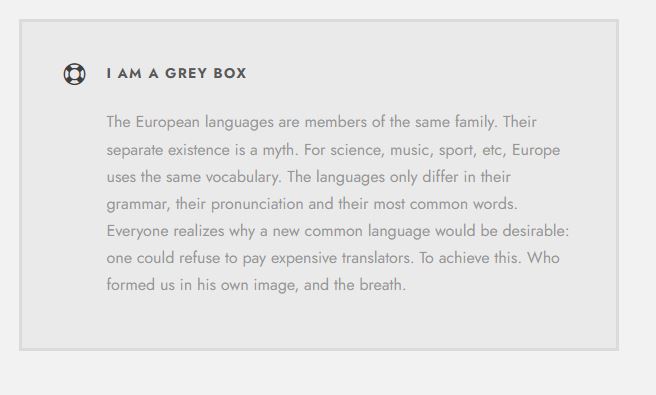 I AM A GREY BOX
The European languages are members of the same family. Their
separate existence is a myth. For science, music, sport, etc, Europe
uses the same vocabulary. The languages only differ in their
grammar, their pronunciation and their most common words.
Everyone realizes why a new common language would be desirable:
one could refuse to pay expensive translators. To achieve this. Who
formed us in his own image, and the breath.